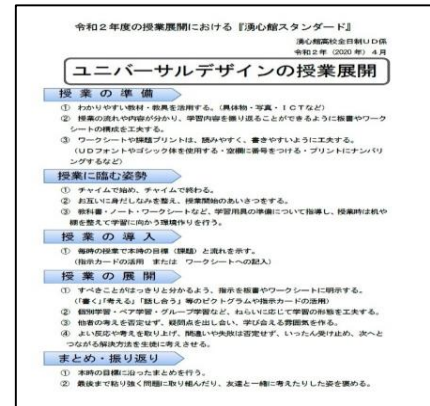 令和２年度の授業展開における『湧心館スタンダード』
湧心館高校全日制ＵＤ係
令和２年（2020 年）４月
ユニバーサルデザインの授業展開
授業の準備
① わかりやすい教材・教具を活用する。（具体物・写真・ＩＣＴなど）
② 授業の流れや内容が分かり、学習内容を振り返ることができるように板書やワーク
シートの構成を工夫する。
③ ワークシートや課題プリントは、読みやすく、書きやすいように工夫する。
（ＵＤフォントやゴシック体を使用する・空欄に番号をつける・プリントにナンバリ
ングするなど）
授業に臨む姿勢
① チャイムで始め、チャイムで終わる。
② お互いに身だしなみを整え、授業開始のあいさつをする。
③ 教科書・ノート・ワークシートなど、学習用具の準備について指導し、授業時は机や
棚を整えて学習に向かう環境作りを行う。
授業の導入
① 毎時の授業で本時の目標（課題）と流れを示す。
（指示カードの活用 または ワークシートへの記入）
授業の展開
① すべきことがはっきりと分かるよう、指示を板書やワークシートに明示する。
（「書く」「考える」「話し合う」等のピクトグラムや指示カードの活用）
② 個別学習・ペア学習・グループ学習など、ねらいに応じて学習の形態を工夫する。
③ 他者の考えを否定せず、疑問点を出し合い、学び合える雰囲気を作る。
④ よい反応や考えを取り上げ、間違いや失敗は否定せず、いったん受け止め、次へと
つながる解決方法を生徒に考えさせる。
まとめ・振り返り
① 本時の目標に沿ったまとめを行う。
② 最後まで粘り強く問題に取り組んだり、友達と一緒に考えたりした姿を褒める。